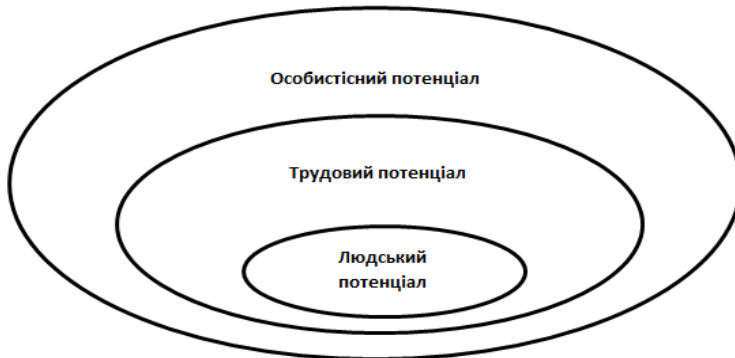 Особистісний потенціал
Трудовий потенціал
Людський
потенціал